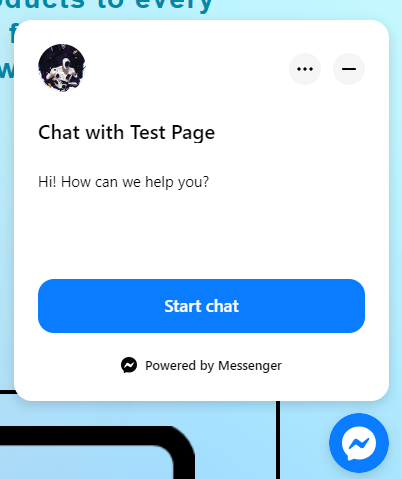 oducts to every
Chat with Test Page
Hi! How can we help you?
Start chat
Powered by Messenger